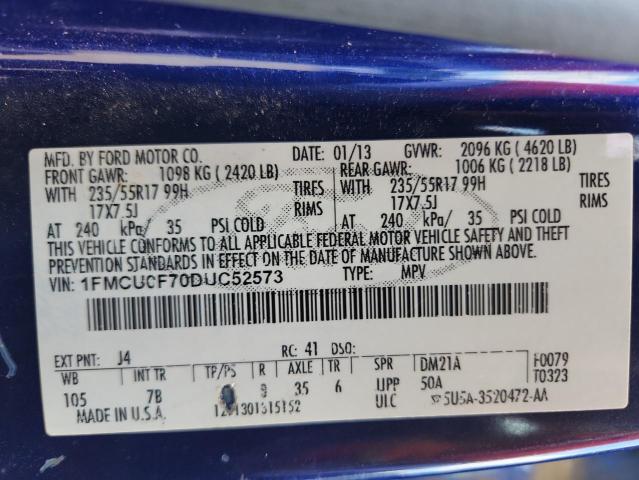 MFD. BY FORD MOTOR CO. DATE: 01/13 GVWR: 2096 KG ( 4620 LB)
FRONT GAWR: 1098 KG ( 2420 LB) REAR GAWR: 1006 KG ( 2218 LB)
WITH 235/55R17 99H TIRES WITH 235/55R17 99H TIRES
17X7.5J RIMS 17X7.5J RIMS
AT 240 kPa/ 35 PSI COLD AT 240 kPa/ 35 PSI COLD
THIS VEHICLE CONFORMS TO ALL APPLICABLE FEDERAL MOTOR VEHICLE SAFETY AND THEFT
PREVENTION STANDARDS IN EFFECT ON THE DATE OF MANUFACTURE SHOWN ABOVE.
VIN: 1FMCU0F70DUC52573 TYPE: MPV
EXT PNT: J4 RC: 41 DSO:
WB INT TR TP/PS R AXLE TR SPR DM21A F0079
105 7B 9 35 6 UPP 50A T0323
MADE IN U.S.A. ULC 5U5A-3520472-AA